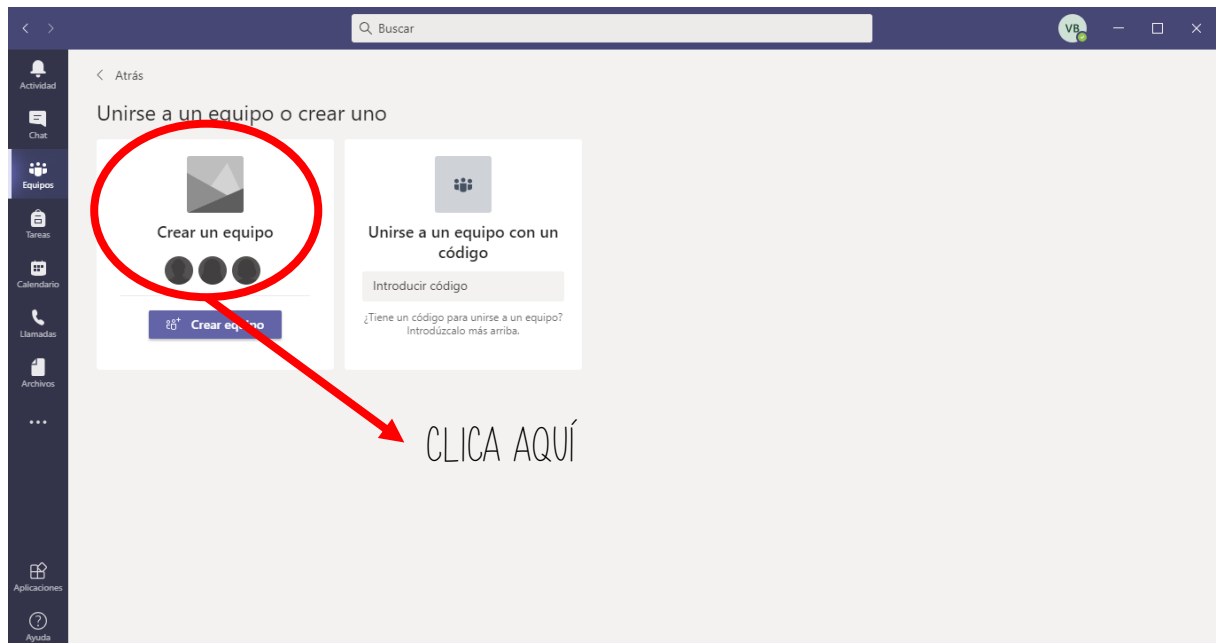 Buscar
VB
Actividad
Chat
Equipos
Tareas
Calendario
Llamadas
Archivos
Aplicaciones
Ayuda
Atrás
Unirse a un equipo o crear uno
Crear un equipo
Crear equipo
Unirse a un equipo con un
código
Introducir código
¿Tiene un código para unirse a un equipo?
Introdúzcalo más arriba.
CLICA AQUÍ